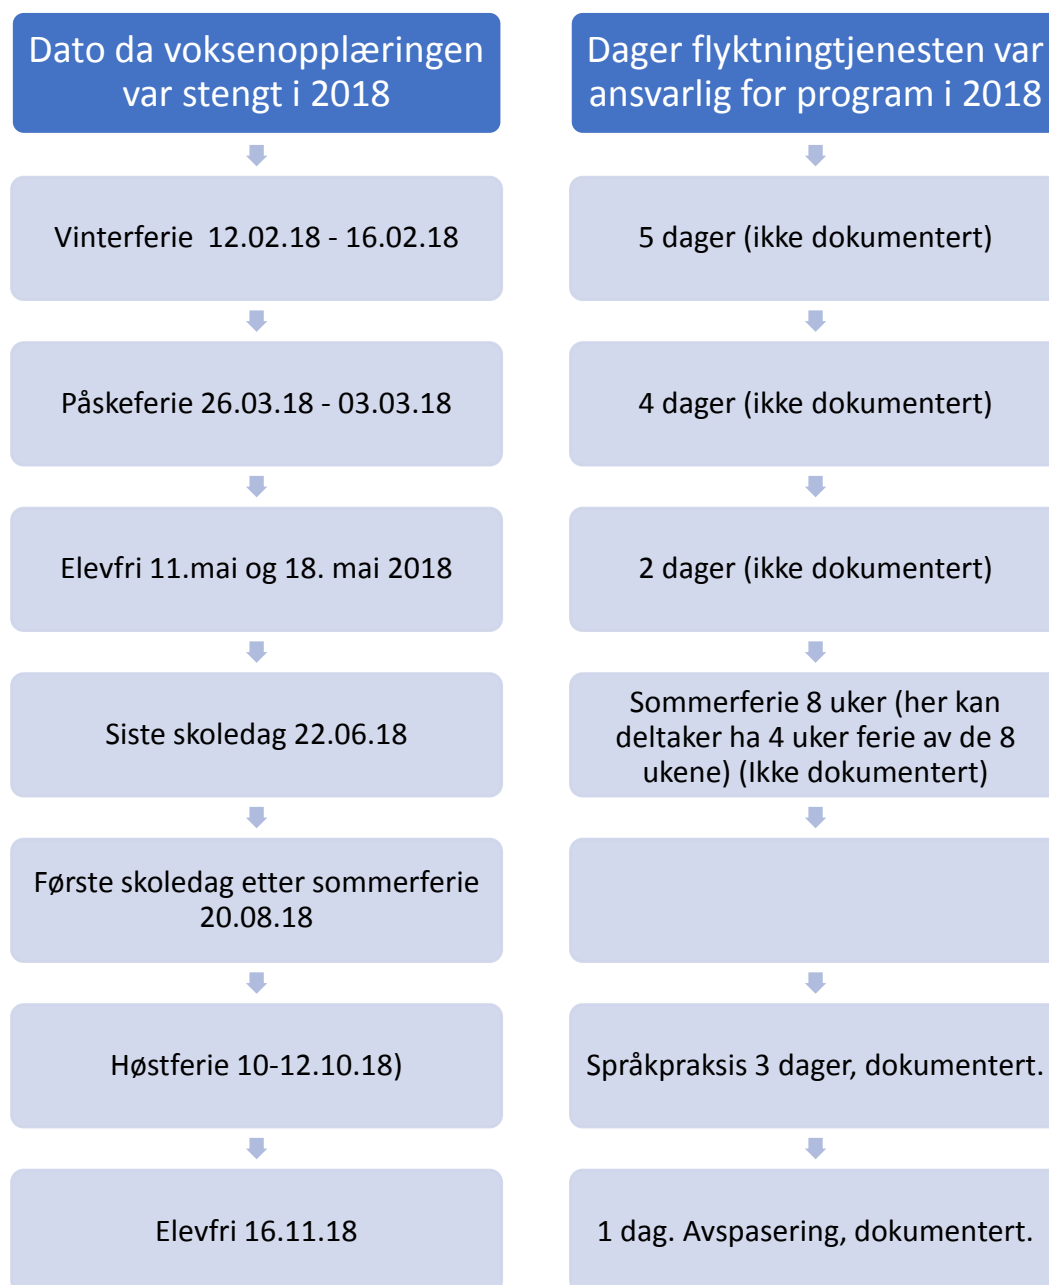 Dato da voksenopplæringen
var stengt i 2018
Vinterferie 12.02.18 - 16.02.18
Påskeferie 26.03.18 - 03.03.18
Elevfri 11.mai og 18. mai 2018
Siste skoledag 22.06.18
Første skoledag etter sommerferie
20.08.18
Høstferie 10-12.10.18)
Elevfri 16.11.18
Dager flyktningtjenesten var
ansvarlig for program i 2018
5 dager (ikke dokumentert)
4 dager (ikke dokumentert)
2 dager (ikke dokumentert)
Sommerferie 8 uker (her kan
deltaker ha 4 uker ferie av de 8
ukene) (Ikke dokumentert)
Språkpraksis 3 dager, dokumentert.
1 dag. Avspasering, dokumentert.